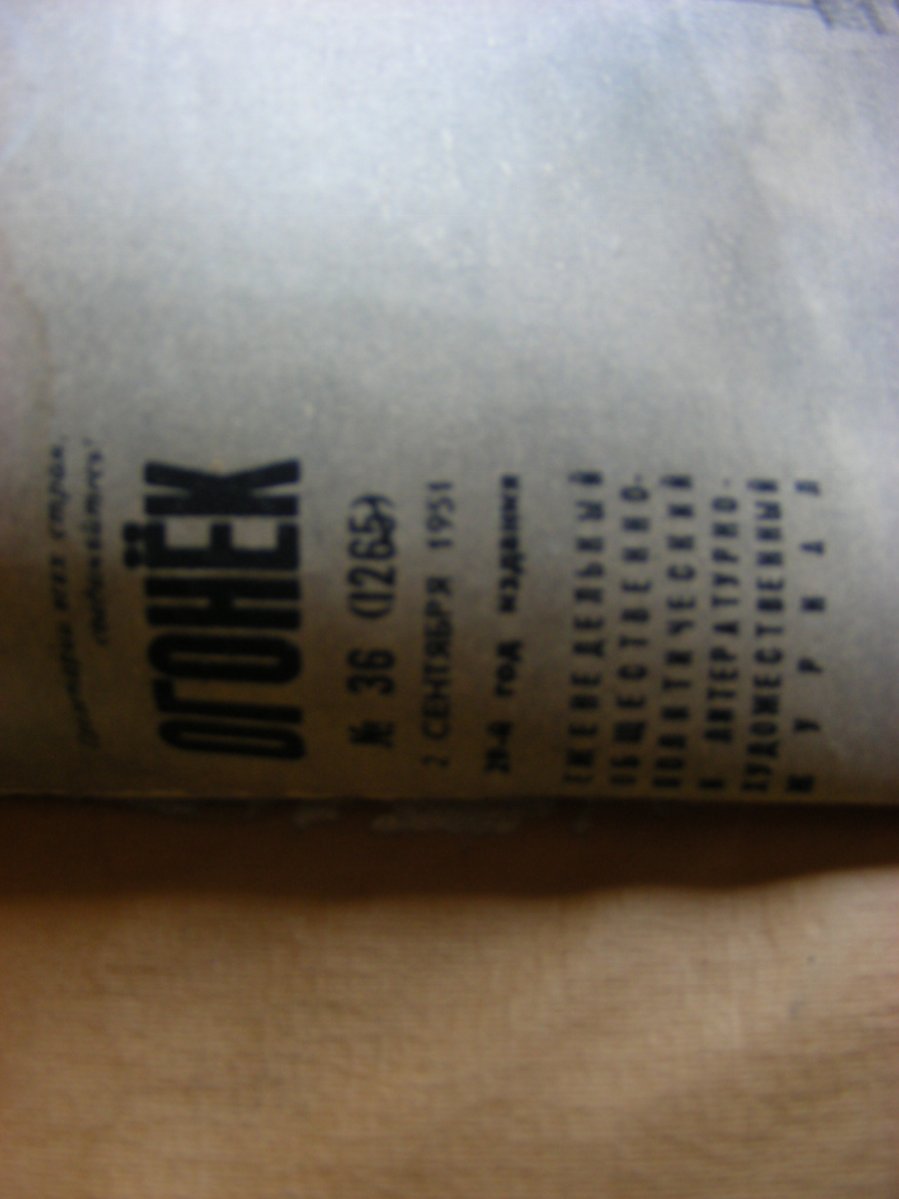 Пролетарии всех стран,
соединяйтесь!
ОГОНЁК
№ 36 (1265)
2 СЕНТЯБРЯ 1951
29-й год издания
ЕЖЕНЕДЕЛЬНЫЙ
ОБЩЕСТВЕННО-
ПОЛИТИЧЕСКИЙ
И ЛИТЕРАТУРНО-
ХУДОЖЕСТВЕННЫЙ
ЖУРНАЛ